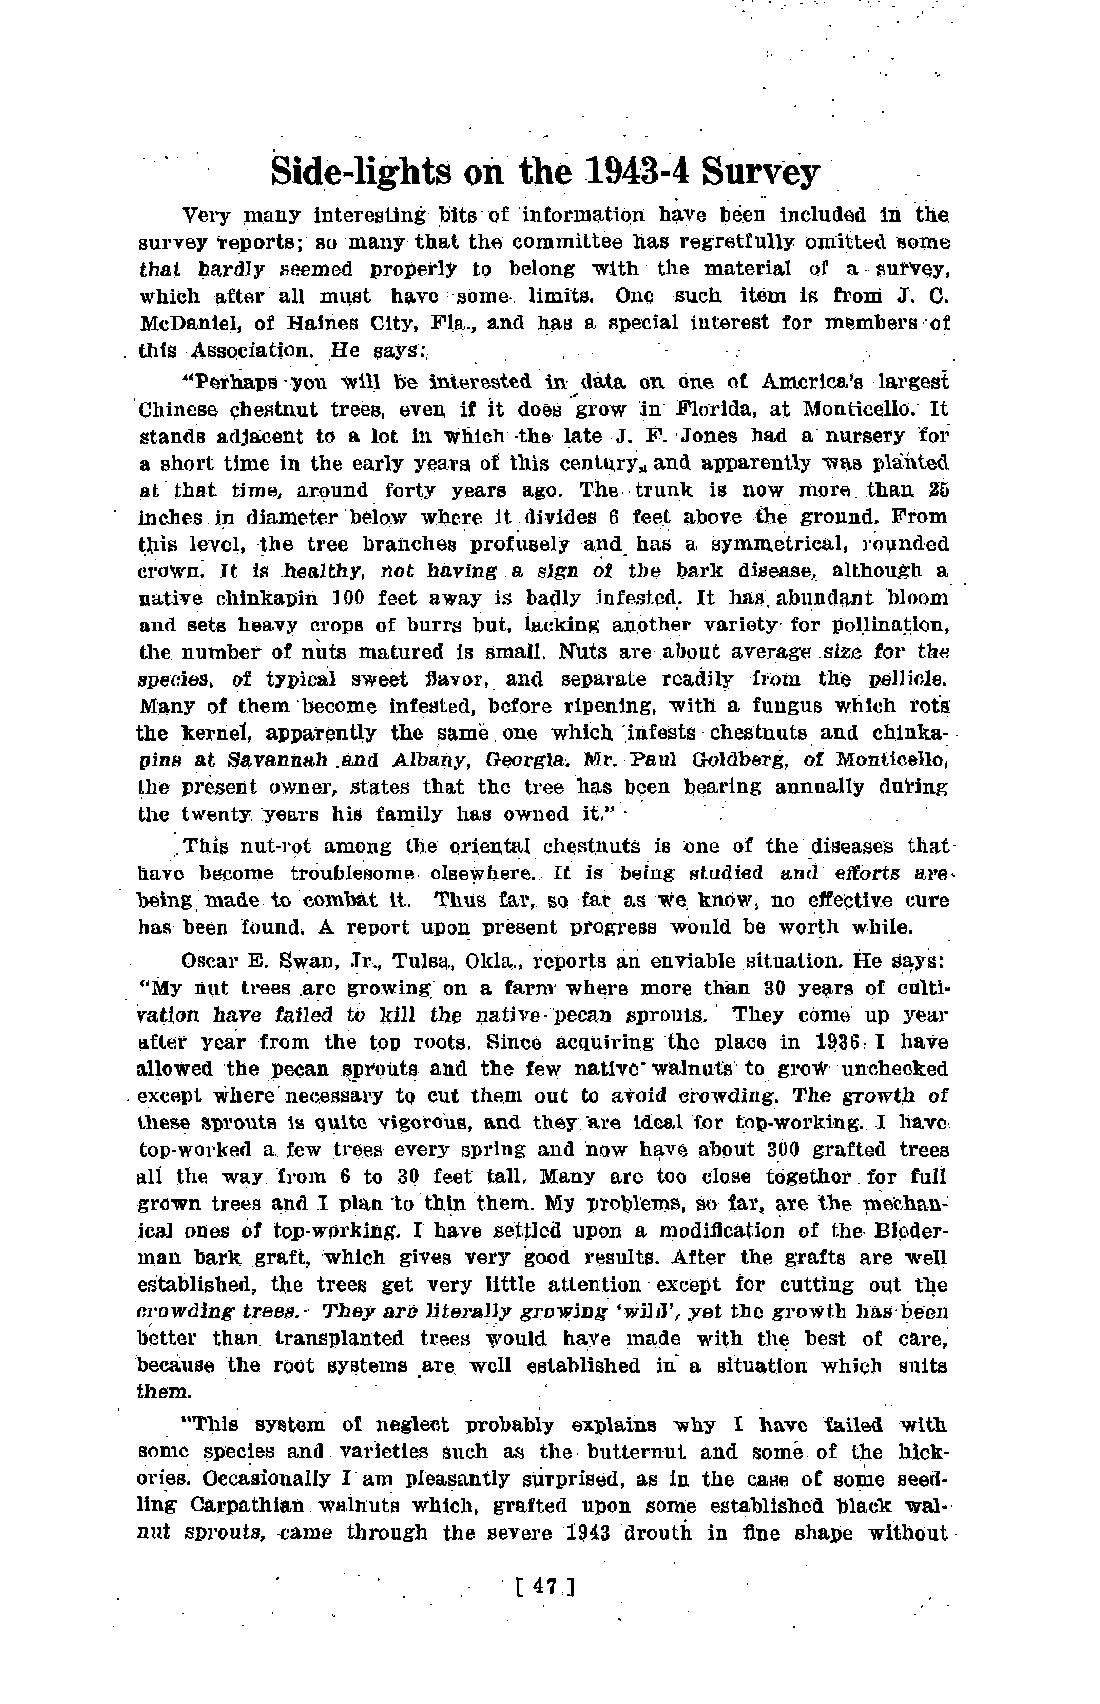 Side-lights on the 1943-4 Survey
Very many interesting bits of information have been included in the
survey reports; so many that the committee has regretfully omitted some
that hardly seemed properly to belong with the material of a survey,
which after all must have some limits. One such item is from J. C.
McDaniel, of Haines City, Fla., and has a special interest for members of
this Association. He says:
"Perhaps you will be interested in data on one of America's largest
Chinese chestnut trees, even if it does grow in Florida, at Monticello. It
stands adjacent to a lot in which the late J. F. Jones had a nursery for
a short time in the early years of this century, and apparently was planted
at that time, around forty years ago. The trunk is now more than 25
inches in diameter below where it divides 6 feet above the ground. From
this level, the tree branches profusely and has a symmetrical, rounded
crown. It is healthy, not having a sign of the bark disease, although a
native chinkapin 100 feet away is badly infested. It has abundant bloom
and sets heavy crops of burrs but, lacking another variety for pollination,
the number of nuts matured is small. Nuts are about average size for the
species, of typical sweet flavor, and separate readily from the pellicle.
Many of them become infested, before ripening, with a fungus which rots
the kernel, apparently the same one which infests chestnuts and chinka-
pins at Savannah and Albany, Georgia. Mr. Paul Goldberg, of Monticello,
the present owner, states that the tree has been bearing annually during
the twenty years his family has owned it."
This nut-rot among the oriental chestnuts is one of the diseases that
have become troublesome elsewhere. It is being studied and efforts are
being made to combat it. Thus far, so far as we know, no effective cure
has been found. A report upon present progress would be worth while.
Oscar E. Swan, Jr., Tulsa, Okla., reports an enviable situation. He says:
"My nut trees are growing on a farm where more than 30 years of culti-
vation have failed to kill the native pecan sprouts. They come up year
after year from the top roots. Since acquiring the place in 1936 I have
allowed the pecan sprouts and the few native walnuts to grow unchecked
except where necessary to cut them out to avoid crowding. The growth of
these sprouts is quite vigorous, and they are ideal for top-working. I have
top-worked a few trees every spring and now have about 300 grafted trees
all the way from 6 to 30 feet tall. Many are too close together for full
grown trees and I plan to thin them. My problems, so far, are the mechan-
ical ones of top-working. I have settled upon a modification of the Bieder-
man bark graft, which gives very good results. After the grafts are well
established, the trees get very little attention except for cutting out the
crowding trees. They are literally growing 'wild', yet the growth has been
better than transplanted trees would have made with the best of care,
because the root systems are well established in a situation which suits
them.
"This system of neglect probably explains why I have failed with
some species and varieties such as the butternut and some of the hick-
ories. Occasionally I am pleasantly surprised, as in the case of some seed-
ling Carpathian walnuts which, grafted upon some established black wal-
nut sprouts, came through the severe 1943 drouth in fine shape without
[ 47 ]